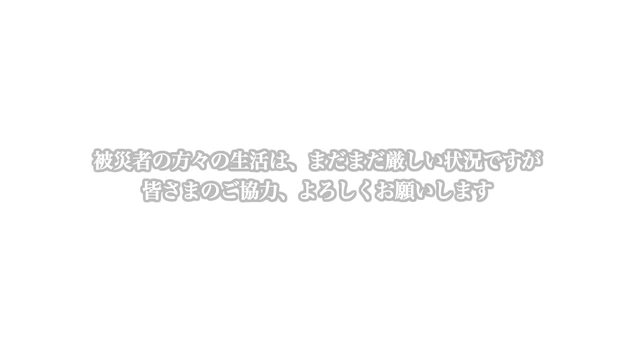 被災者の方々の生活は、まだまだ厳しい状況ですが
皆さまのご協力、よろしくお願いします